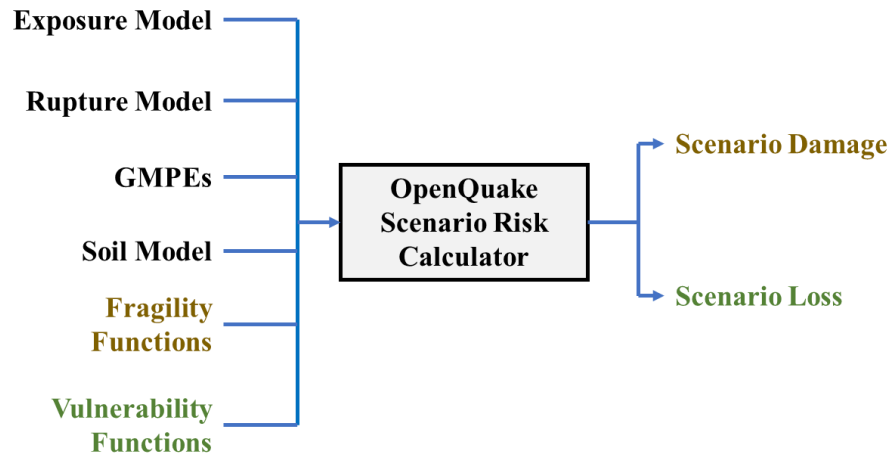 Exposure Model
Rupture Model
GMPEs
Soil Model
Fragility
Functions
Vulnerability
Functions
OpenQuake
Scenario Risk
Calculator
Scenario Damage
Scenario Loss